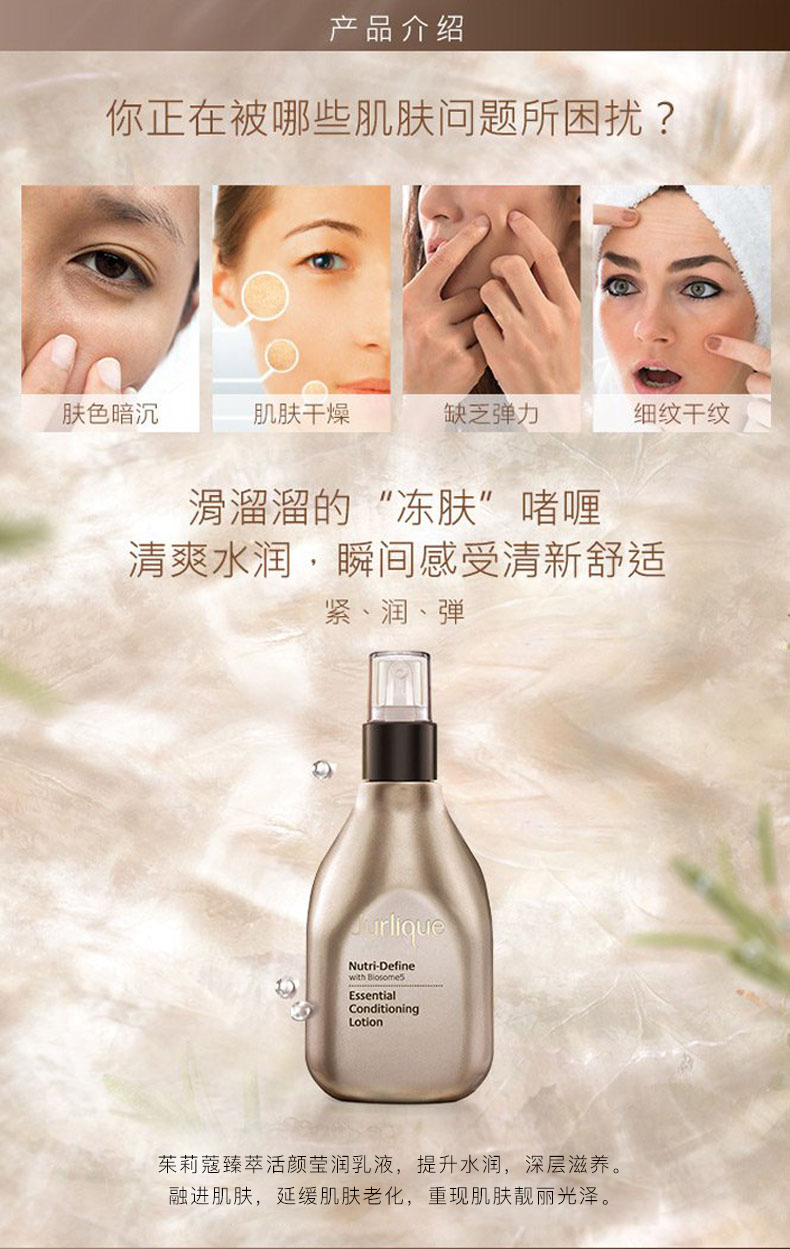 产品介绍
你正在被哪些肌肤问题所困扰？
肤色暗沉
肌肤干燥
缺乏弹力
细纹干纹
滑溜溜的“冻肤”啫喱
清爽水润，瞬间感受清新舒适
紧、润、弹
Jurlique
Nutri-Define
with Biosome5
Essential
Conditioning
Lotion
茱莉蔻臻萃活颜莹润乳液，提升水润，深层滋养。
融进肌肤，延缓肌肤老化，重现肌肤靓丽光泽。